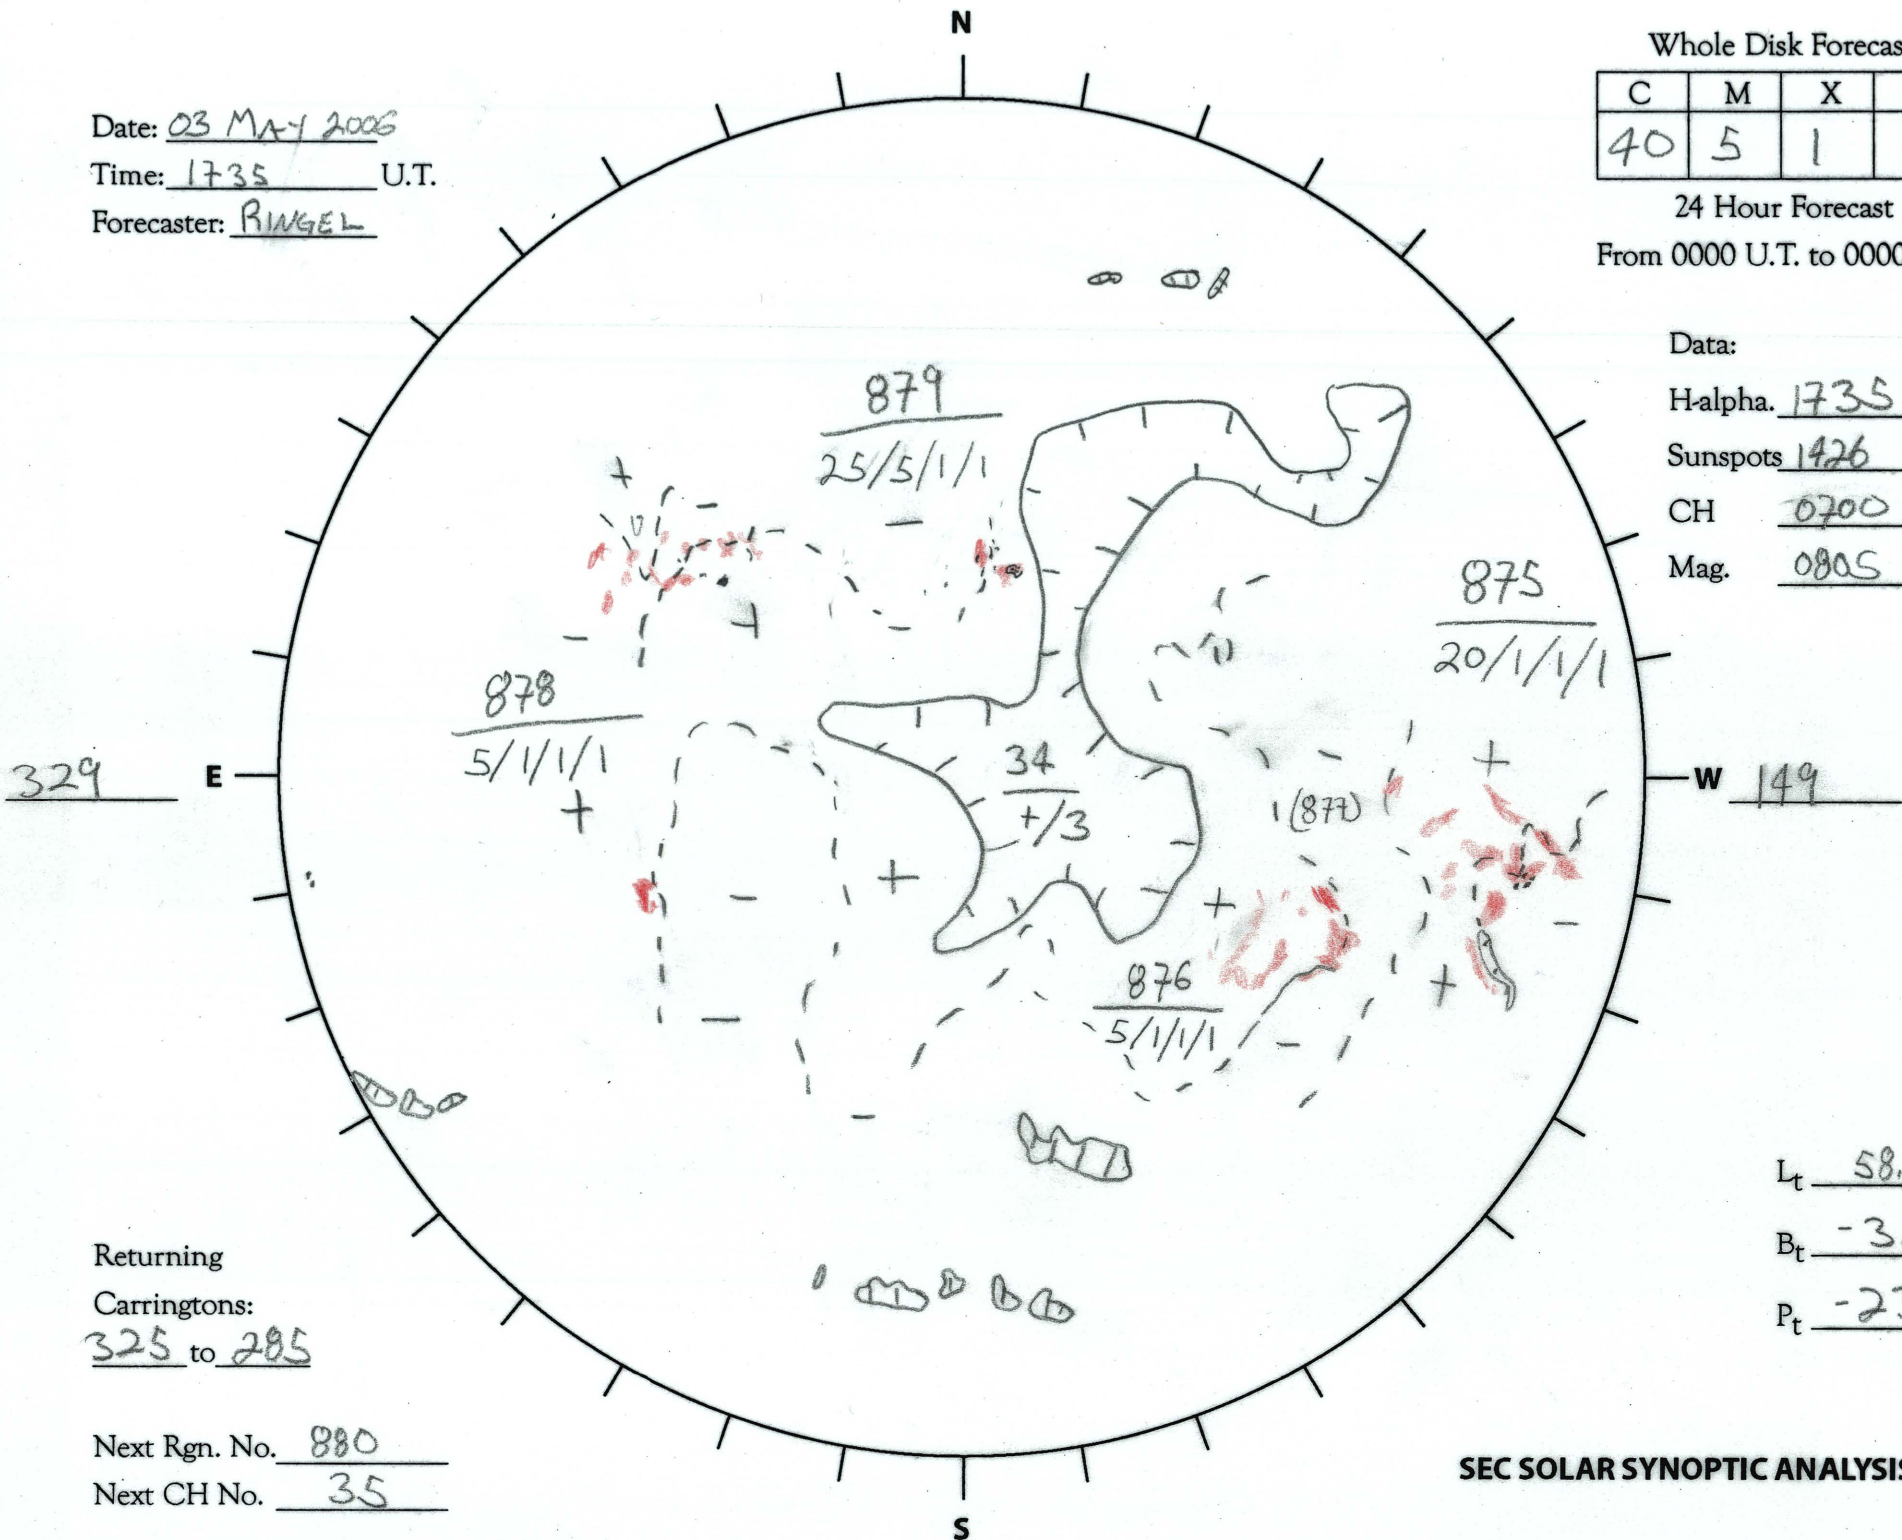 N
Whole Disk Forecas
C M X
40 5 1
24 Hour Forecast
From 0000 U.T. to 0000
Date: 03 MAY 2006
Time: 1735 U.T.
Forecaster: RINGEL
Data:
H-alpha. 1735
Sunspots 1426
CH 0700
Mag. 0805
879
25/5/1/1
875
20/1/1/1
878
5/1/1/1
34
+/3
(877)
329 E
W 149
876
5/1/1/1
Lt 58.
Bt -3.
Pt -2
Returning
Carringtons:
325 to 285
Next Rgn. No. 880
Next CH No. 35
SEC SOLAR SYNOPTIC ANALYSIS
S